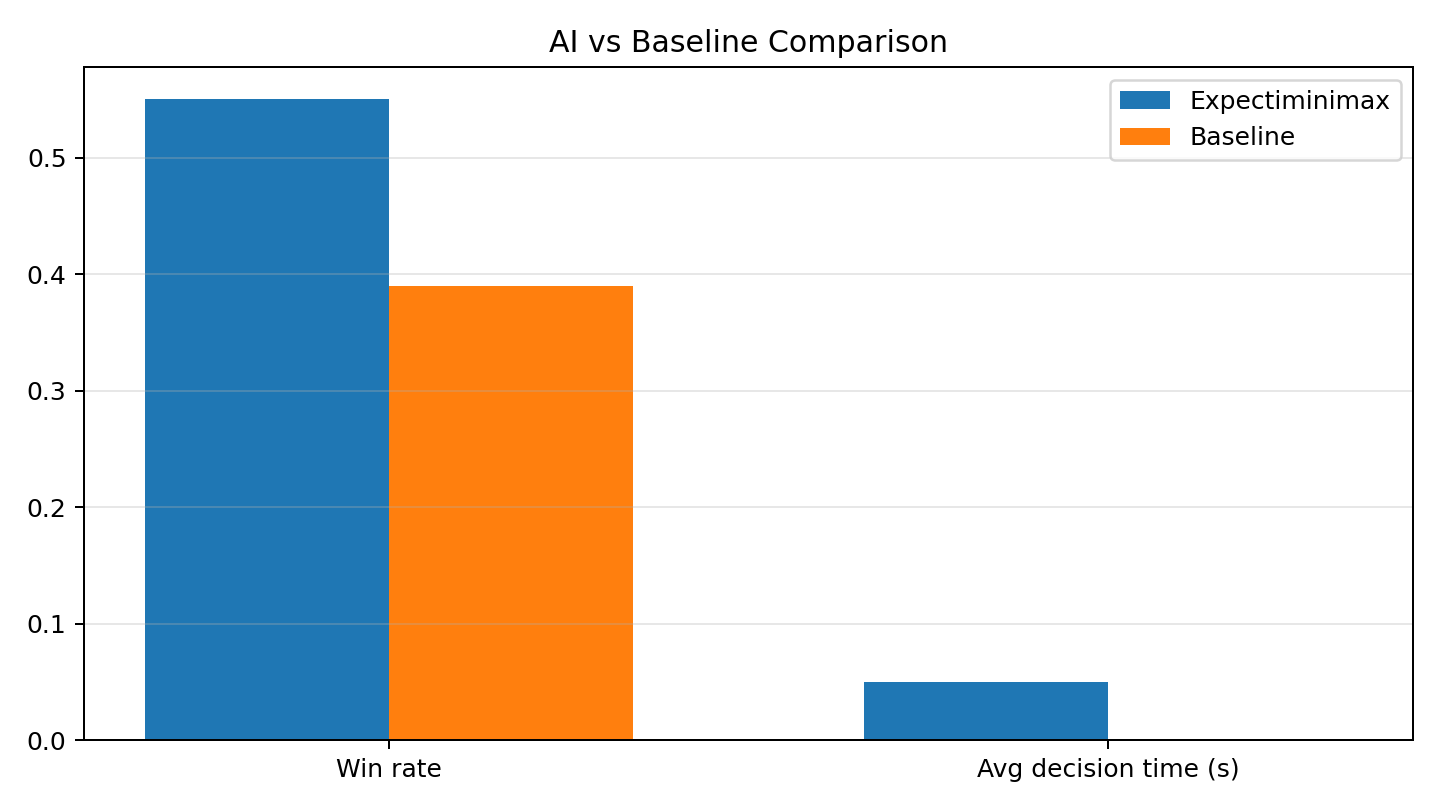 AI vs Baseline Comparison
Expectiminimax
Baseline
0.5
0.4
0.3
0.2
0.1
0.0
Win rate
Avg decision time (s)